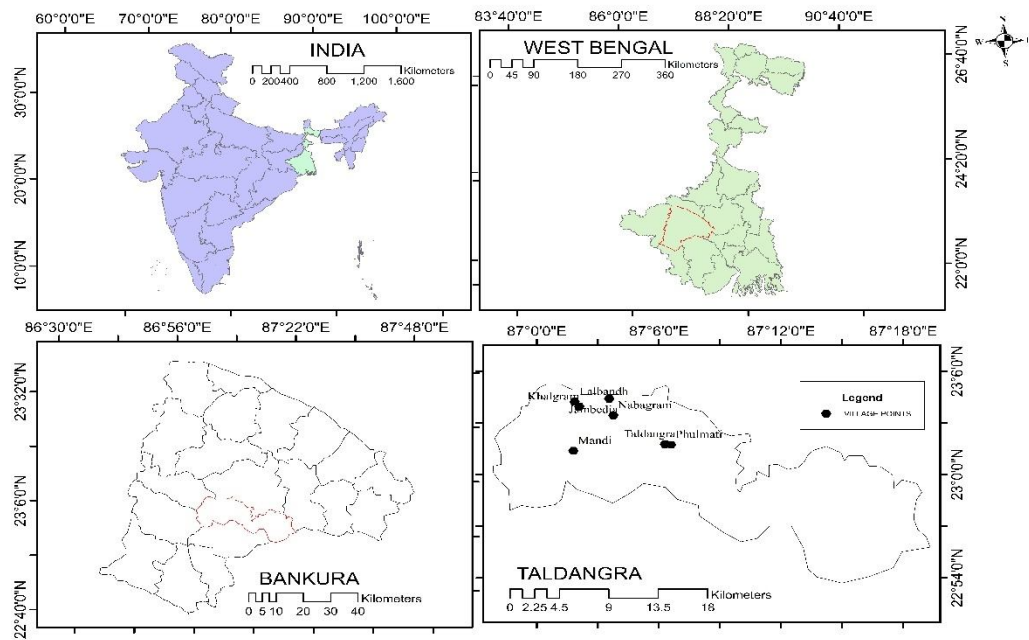 60°0'0"E 70°0'0"E 80°0'0"E 90°0'0"E 100°0'0"E
INDIA
Kilometers
0 200 400 800 1,200 1,600
30°0'0"N
20°0'0"N
10°0'0"N
83°40'0"E 86°0'0"E 88°20'0"E 90°40'0"E
WEST BENGAL
Kilometers
0 45 90 180 270 360
26°40'0"N
24°20'0"N
22°0'0"N
N
W
S
86°30'0"E 86°56'0"E 87°22'0"E 87°48'0"E
23°32'0"N
23°6'0"N
22°40'0"N
BANKURA
Kilometers
0 5 10 20 30 40
87°0'0"E 87°6'0"E 87°12'0"E 87°18'0"E
Khalgram
Lalbandh
Nabagram
Mandi
Taldangra
Phulmati
Legend
VILLAGE POINTS
23°6'0"N
23°0'0"N
22°54'0"N
TALDANGRA
Kilometers
0 2.25 4.5 9 13.5 18